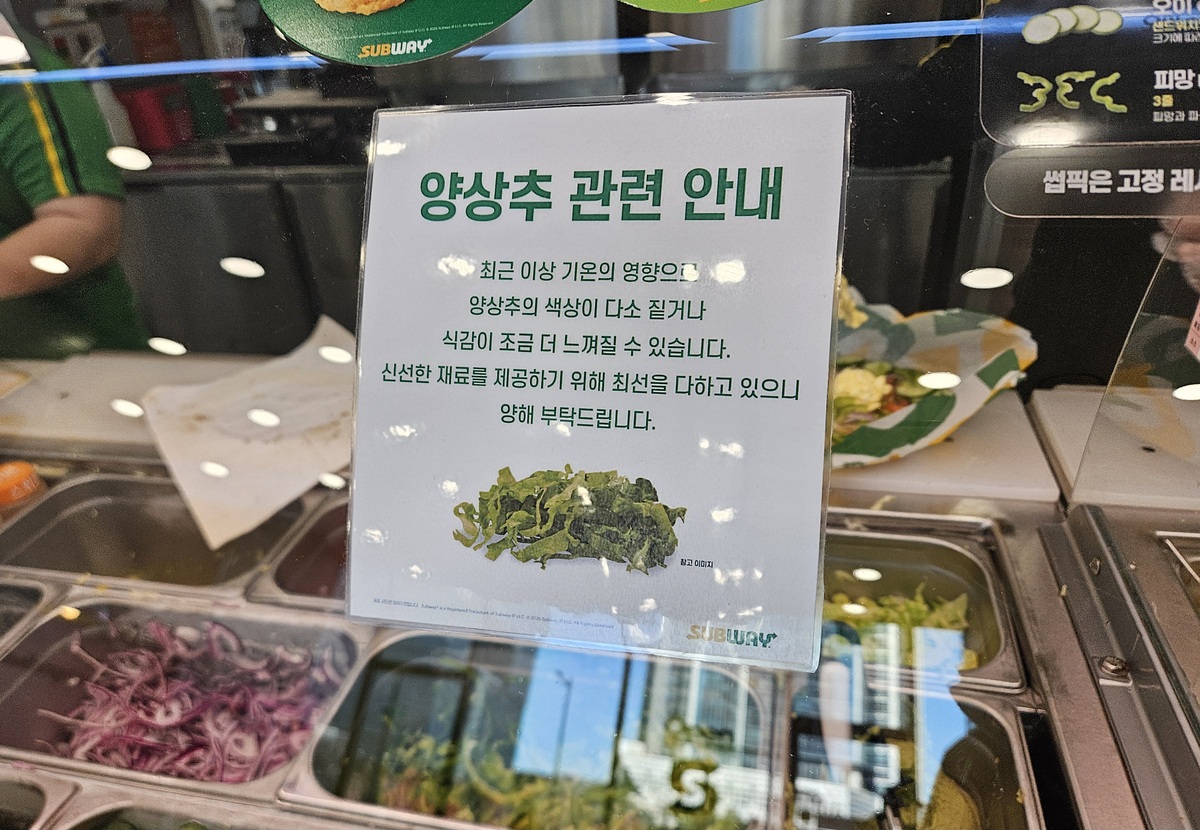 SUBWAY
오이
피망
3줄
썹픽은 고정 레
양상추 관련 안내
최근 이상 기온의 영향으로
양상추의 색상이 다소 짙거나
식감이 조금 더 느껴질 수 있습니다.
신선한 재료를 제공하기 위해 최선을 다하고 있으니
양해 부탁드립니다.
참고 이미지
SUBWAY